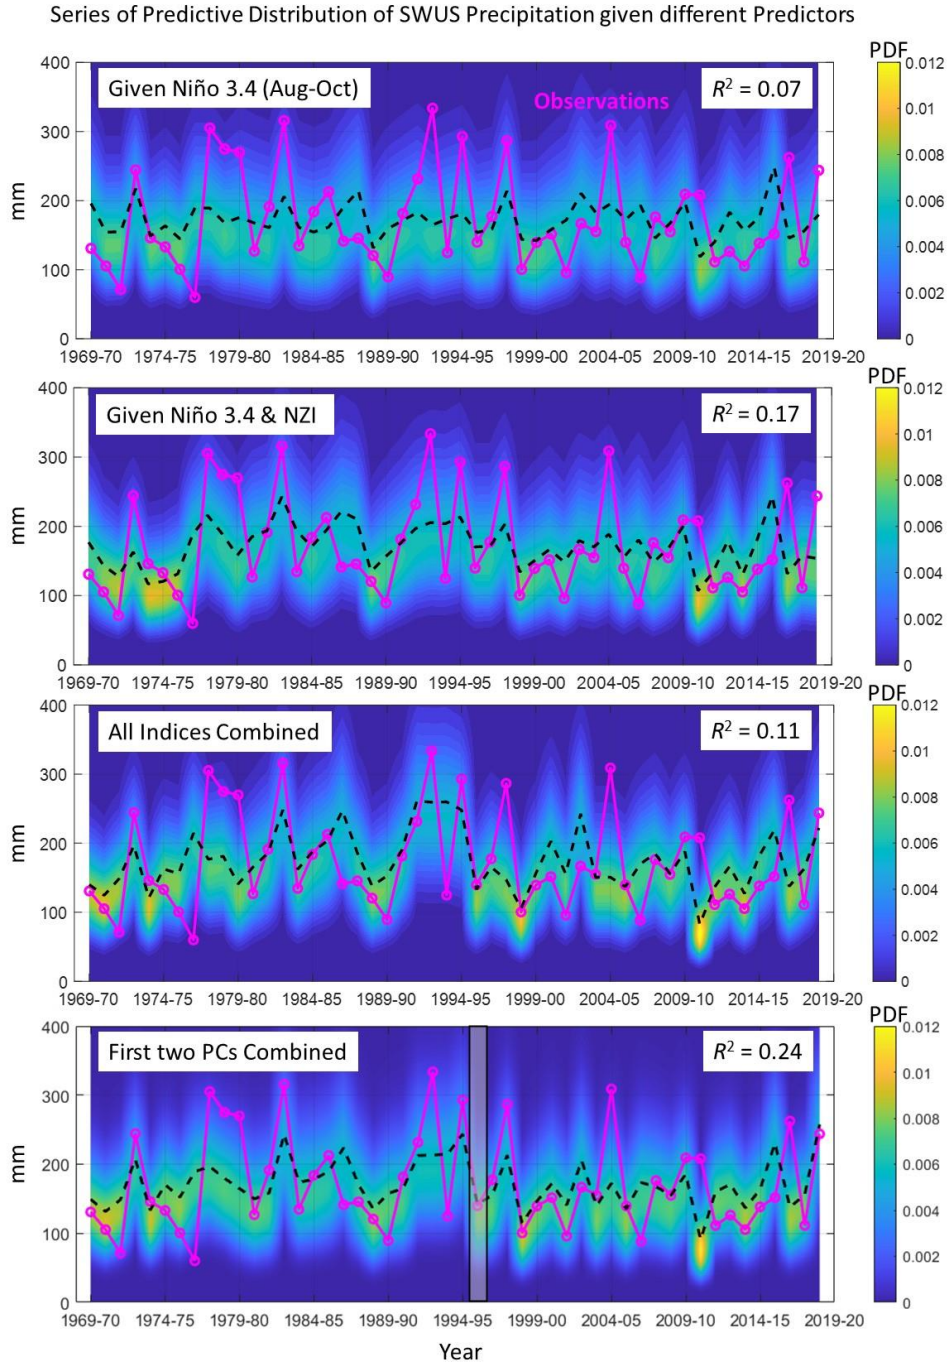 Series of Predictive Distribution of SWUS Precipitation given different Predictors
PDF
400
300
200
100
0
mm
Given Niño 3.4 (Aug-Oct)
Observations
R² = 0.07
0.012
0.01
0.008
0.006
0.004
0.002
0
1969-70 1974-75 1979-80 1984-85 1989-90 1994-95 1999-00 2004-05 2009-10 2014-15 2019-20
PDF
400
300
200
100
0
mm
Given Niño 3.4 & NZI
R² = 0.17
0.012
0.01
0.008
0.006
0.004
0.002
0
1969-70 1974-75 1979-80 1984-85 1989-90 1994-95 1999-00 2004-05 2009-10 2014-15 2019-20
PDF
400
300
200
100
0
mm
All Indices Combined
R² = 0.11
0.012
0.01
0.008
0.006
0.004
0.002
0
1969-70 1974-75 1979-80 1984-85 1989-90 1994-95 1999-00 2004-05 2009-10 2014-15 2019-20
PDF
400
300
200
100
0
mm
First two PCs Combined
R² = 0.24
0.012
0.01
0.008
0.006
0.004
0.002
0
1969-70 1974-75 1979-80 1984-85 1989-90 1994-95 1999-00 2004-05 2009-10 2014-15 2019-20
Year